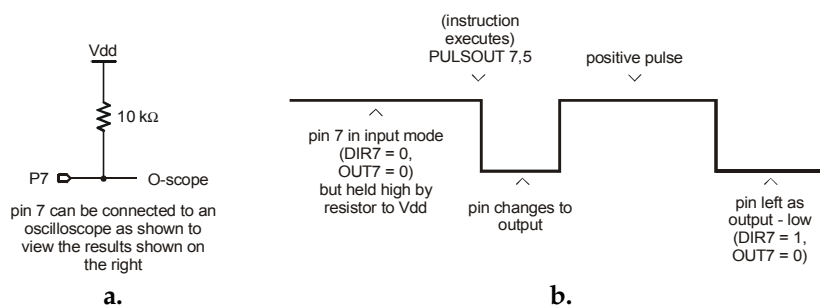 Vdd
10 kΩ
P7
O-scope
pin 7 can be connected to an
oscilloscope as shown to
view the results shown on
the right
a.
(instruction
executes)
PULSOUT 7,5
positive pulse
pin 7 in input mode
(DIR7 = 0,
OUT7 = 0)
but held high by
resistor to Vdd
pin changes to
output
pin left as
output - low
(DIR7 = 1,
OUT7 = 0)
b.